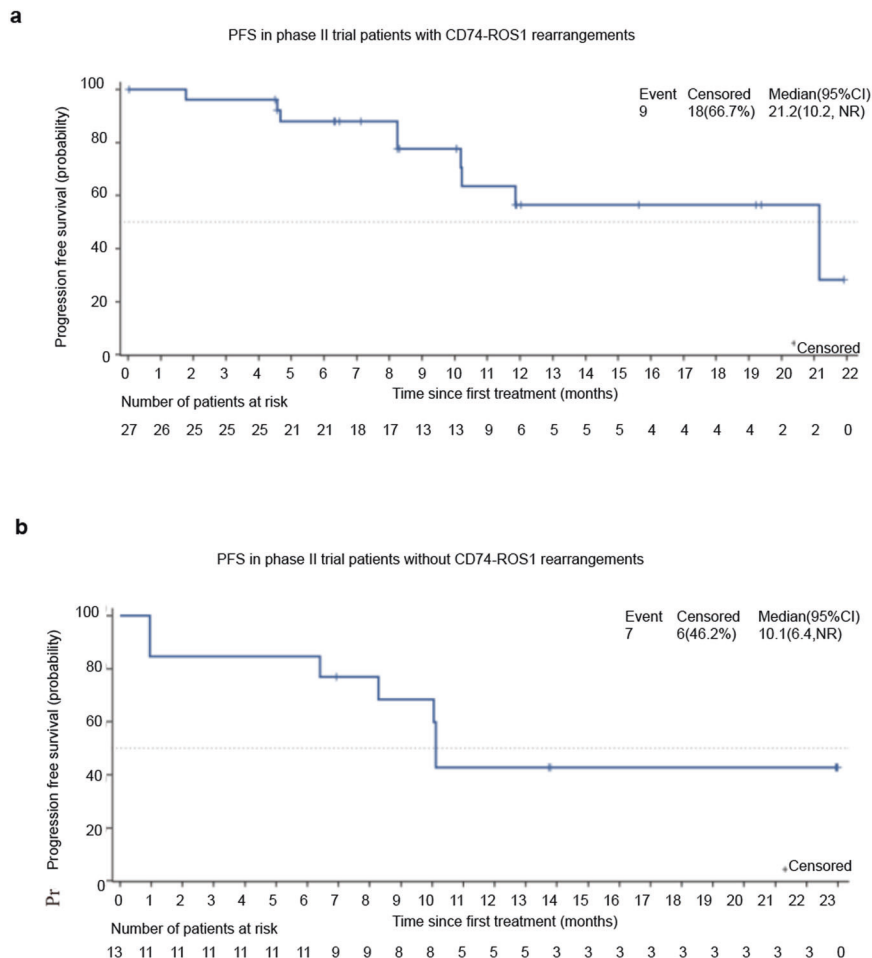 a
PFS in phase II trial patients with CD74-ROS1 rearrangements
Event Censored Median(95%CI)
9 18(66.7%) 21.2(10.2, NR)
Progression free survival (probability)
100
80
60
40
20
0
Censored
0 1 2 3 4 5 6 7 8 9 10 11 12 13 14 15 16 17 18 19 20 21 22
Time since first treatment (months)
Number of patients at risk
27 26 25 25 25 21 21 18 17 13 13 9 6 5 5 5 4 4 4 4 2 2 0
b
PFS in phase II trial patients without CD74-ROS1 rearrangements
Event Censored Median(95%CI)
7 6(46.2%) 10.1(6.4,NR)
Pr Progression free survival (probability)
100
80
60
40
20
0
Censored
0 1 2 3 4 5 6 7 8 9 10 11 12 13 14 15 16 17 18 19 20 21 22 23
Time since first treatment (months)
Number of patients at risk
13 11 11 11 11 11 11 9 9 8 8 5 5 5 3 3 3 3 3 3 3 3 3 0